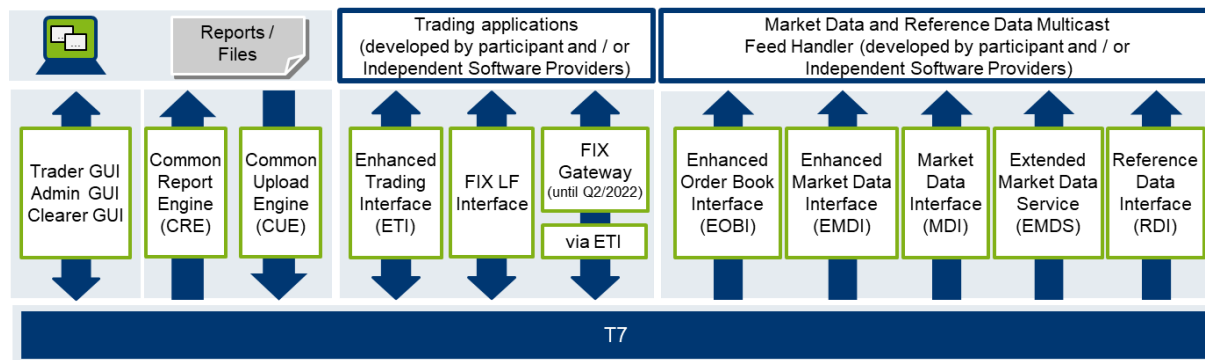 ...
...
Reports /
Files
Trading applications
(developed by participant and / or
Independent Software Providers)
Market Data and Reference Data Multicast
Feed Handler (developed by participant and / or
Independent Software Providers)
Trader GUI
Admin GUI
Clearer GUI
Common
Report
Engine
(CRE)
Common
Upload
Engine
(CUE)
Enhanced
Trading
Interface
(ETI)
FIX LF
Interface
FIX
Gateway
(until Q2/2022)
via ETI
Enhanced
Order Book
Interface
(EOBI)
Enhanced
Market Data
Interface
(EMDI)
Market
Data
Interface
(MDI)
Extended
Market Data
Service
(EMDS)
Reference
Data
Interface
(RDI)
T7